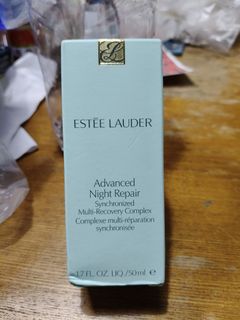 ESTĒE LAUDER
Advanced
Night Repair
Synchronized
Multi-Recovery Complex
Complexe multi-réparation
synchronisée
1.7 FL. OZ. LIQ./50 ml e